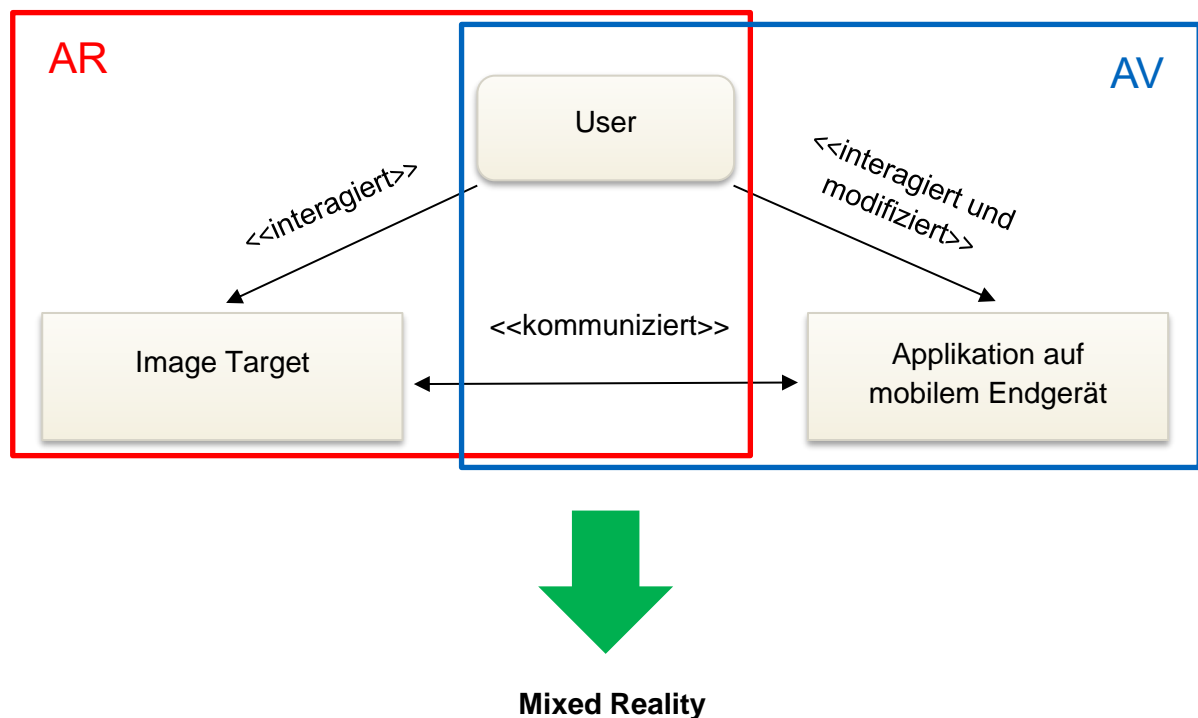 AR
AV
User
<<interagiert>>
<<interagiert und
modifiziert>>
<<kommuniziert>>
Image Target
Applikation auf
mobilem Endgerät
Mixed Reality